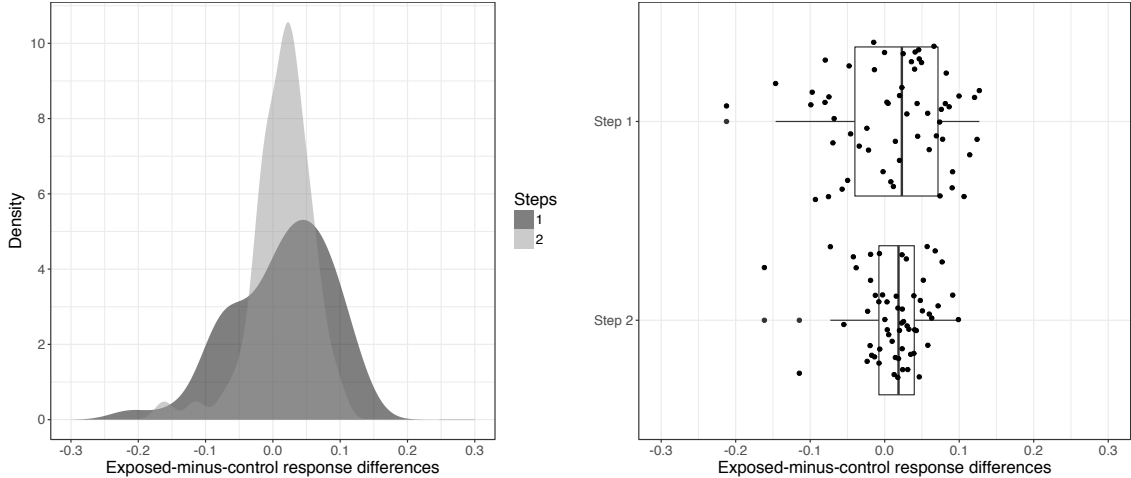 10
8
6
4
2
0
Density
-0.3 -0.2 -0.1 0.0 0.1 0.2 0.3
Exposed-minus-control response differences
Steps
1
2
Step 1
Step 2
-0.3 -0.2 -0.1 0.0 0.1 0.2 0.3
Exposed-minus-control response differences